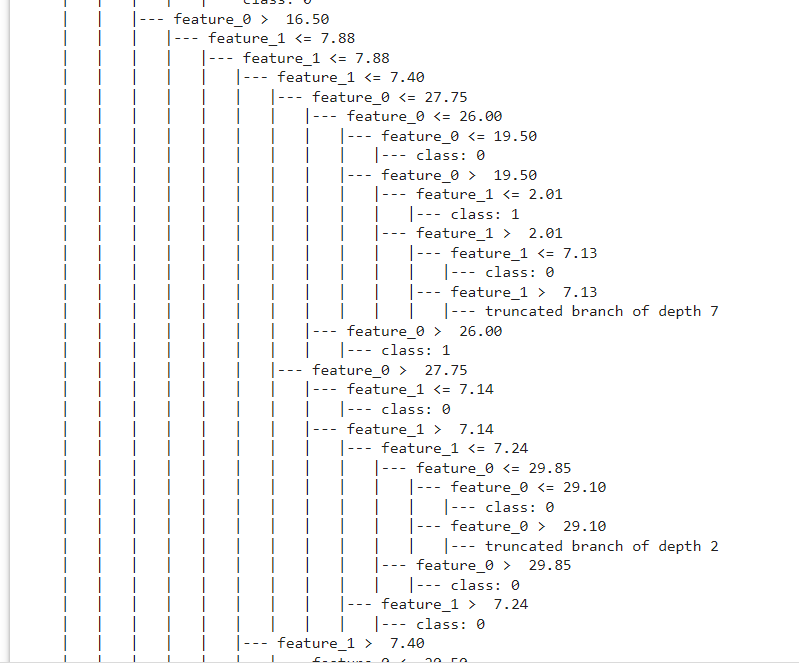 class: 0
|   |   |--- feature_0 >  16.50
|   |   |   |--- feature_1 <= 7.88
|   |   |   |   |--- feature_1 <= 7.88
|   |   |   |   |   |--- feature_1 <= 7.40
|   |   |   |   |   |   |--- feature_0 <= 27.75
|   |   |   |   |   |   |   |--- feature_0 <= 26.00
|   |   |   |   |   |   |   |   |--- feature_0 <= 19.50
|   |   |   |   |   |   |   |   |   |--- class: 0
|   |   |   |   |   |   |   |   |--- feature_0 >  19.50
|   |   |   |   |   |   |   |   |   |--- feature_1 <= 2.01
|   |   |   |   |   |   |   |   |   |   |--- class: 1
|   |   |   |   |   |   |   |   |   |--- feature_1 >  2.01
|   |   |   |   |   |   |   |   |   |   |--- feature_1 <= 7.13
|   |   |   |   |   |   |   |   |   |   |   |--- class: 0
|   |   |   |   |   |   |   |   |   |   |--- feature_1 >  7.13
|   |   |   |   |   |   |   |   |   |   |   |--- truncated branch of depth 7
|   |   |   |   |   |   |   |--- feature_0 >  26.00
|   |   |   |   |   |   |   |   |--- class: 1
|   |   |   |   |   |   |--- feature_0 >  27.75
|   |   |   |   |   |   |   |--- feature_1 <= 7.14
|   |   |   |   |   |   |   |   |--- class: 0
|   |   |   |   |   |   |   |--- feature_1 >  7.14
|   |   |   |   |   |   |   |   |--- feature_1 <= 7.24
|   |   |   |   |   |   |   |   |   |--- feature_0 <= 29.85
|   |   |   |   |   |   |   |   |   |   |--- feature_0 <= 29.10
|   |   |   |   |   |   |   |   |   |   |   |--- class: 0
|   |   |   |   |   |   |   |   |   |   |--- feature_0 >  29.10
|   |   |   |   |   |   |   |   |   |   |   |--- truncated branch of depth 2
|   |   |   |   |   |   |   |   |   |--- feature_0 >  29.85
|   |   |   |   |   |   |   |   |   |   |--- class: 0
|   |   |   |   |   |   |   |   |--- feature_1 >  7.24
|   |   |   |   |   |   |   |   |   |--- class: 0
|   |   |   |   |   |--- feature_1 >  7.40